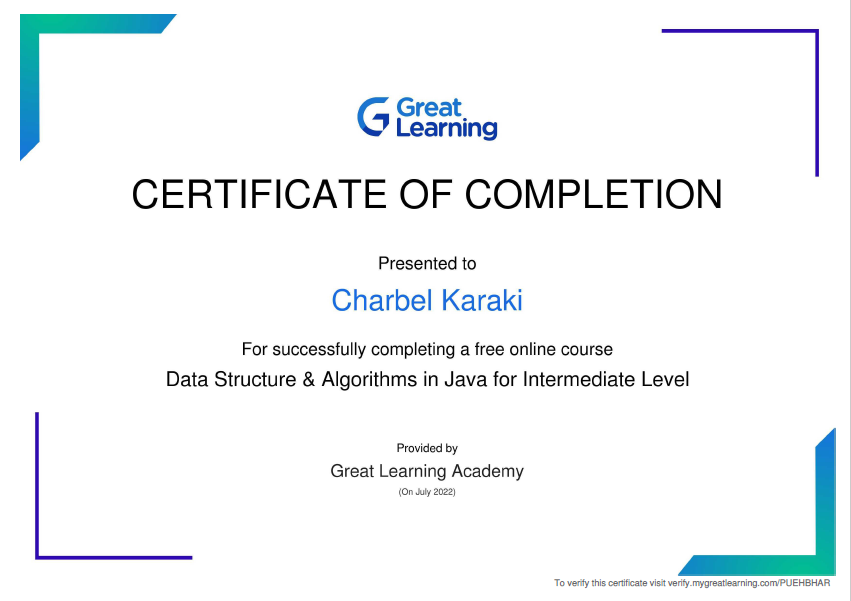 Great
Learning
CERTIFICATE OF COMPLETION
Presented to
Charbel Karaki
For successfully completing a free online course
Data Structure & Algorithms in Java for Intermediate Level
Provided by
Great Learning Academy
(On July 2022)
To verify this certificate visit verify.mygreatlearning.com/PUEHBHAR